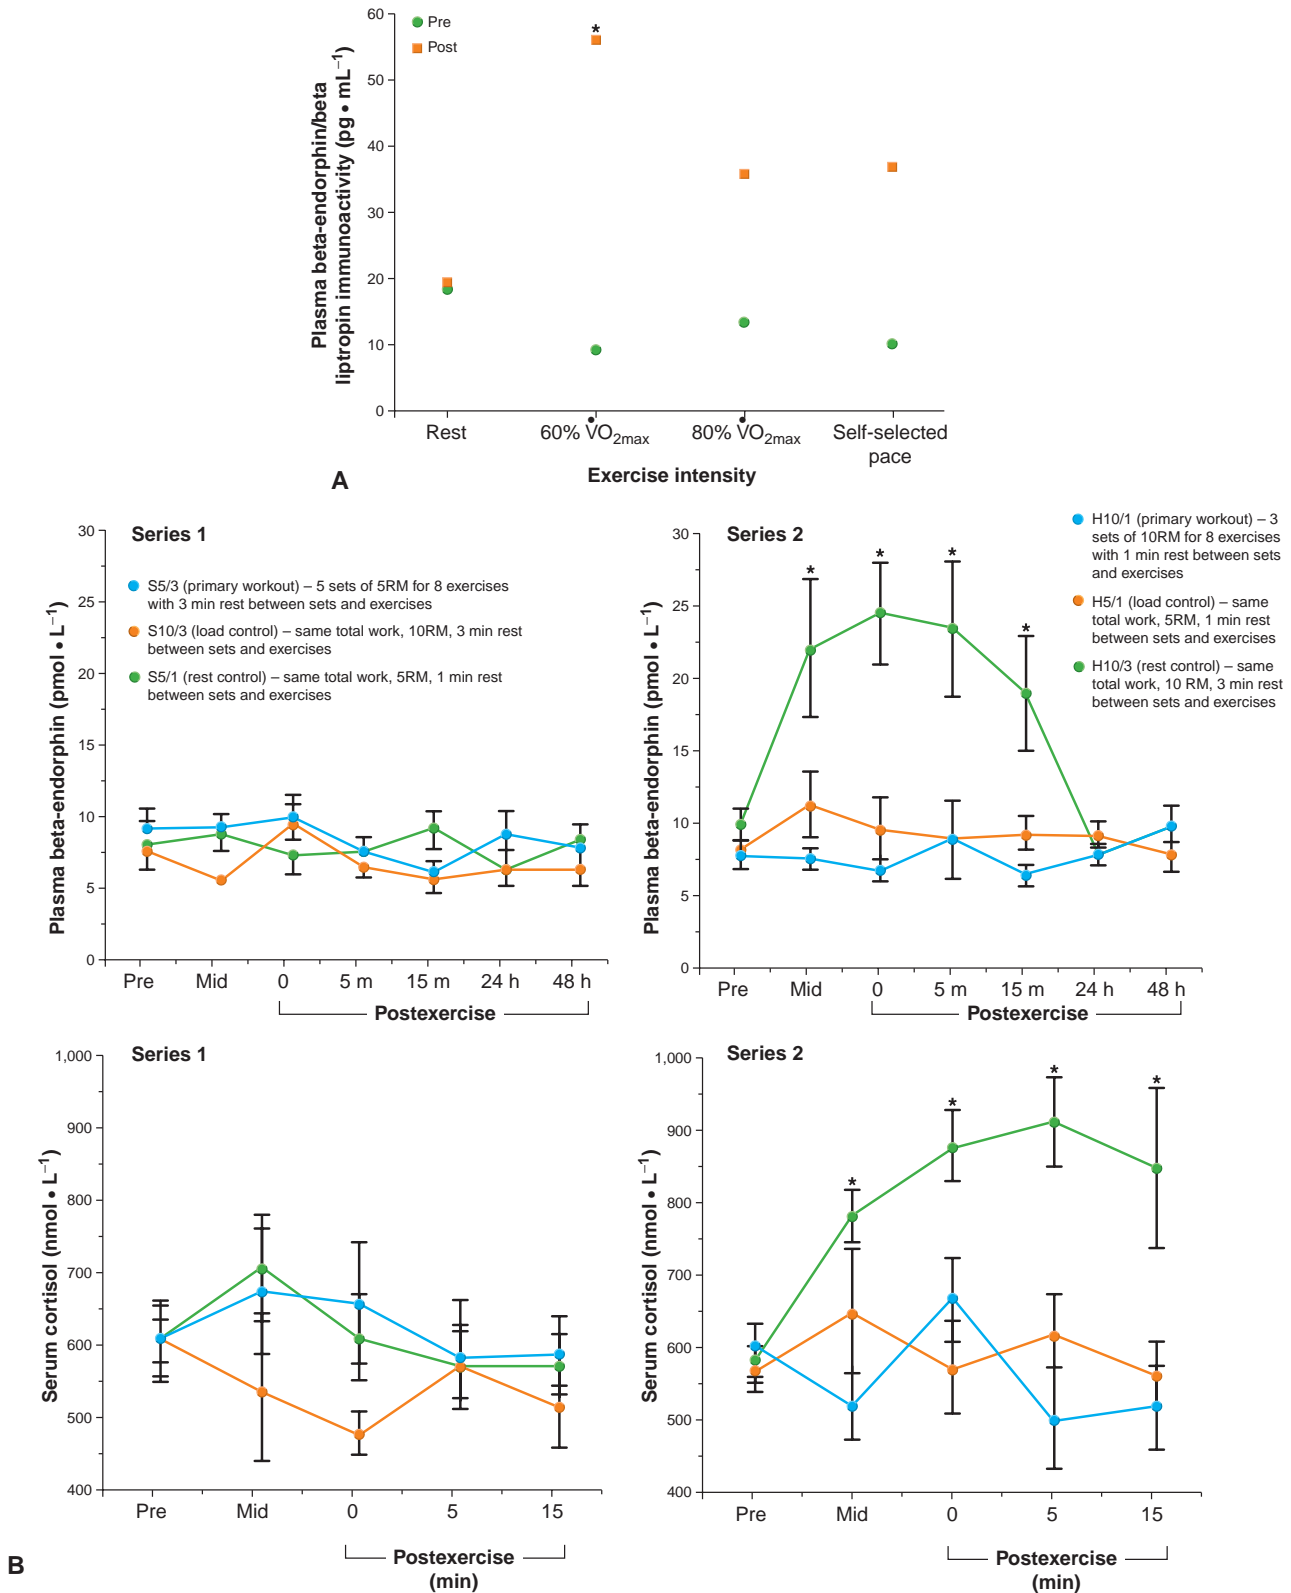 60
50
40
30
20
10
0
Plasma beta-endorphin/beta
liptropin immunoactivity (pg • mL⁻¹)
Pre
Post
*
Rest
60% V̇O₂max
80% V̇O₂max
Self-selected
pace
Exercise intensity
A
Series 1
30
25
20
15
10
5
0
Plasma beta-endorphin (pmol • L⁻¹)
S5/3 (primary workout) – 5 sets of 5RM for 8 exercises
with 3 min rest between sets and exercises
S10/3 (load control) – same total work, 10RM, 3 min rest
between sets and exercises
S5/1 (rest control) – same total work, 5RM, 1 min rest
between sets and exercises
Pre
Mid
0
5 m
15 m
24 h
48 h
Postexercise
Series 2
30
25
20
15
10
5
0
Plasma beta-endorphin (pmol • L⁻¹)
*
*
*
*
H10/1 (primary workout) – 3
sets of 10RM for 8 exercises
with 1 min rest between sets
and exercises
H5/1 (load control) – same
total work, 5RM, 1 min rest
between sets and exercises
H10/3 (rest control) – same
total work, 10 RM, 3 min rest
between sets and exercises
Pre
Mid
0
5 m
15 m
24 h
48 h
Postexercise
Series 1
1,000
900
800
700
600
500
400
Serum cortisol (nmol • L⁻¹)
Pre
Mid
0
5
15
Postexercise
(min)
Series 2
1,000
900
800
700
600
500
400
Serum cortisol (nmol • L⁻¹)
*
*
*
*
Pre
Mid
0
5
15
Postexercise
(min)
B